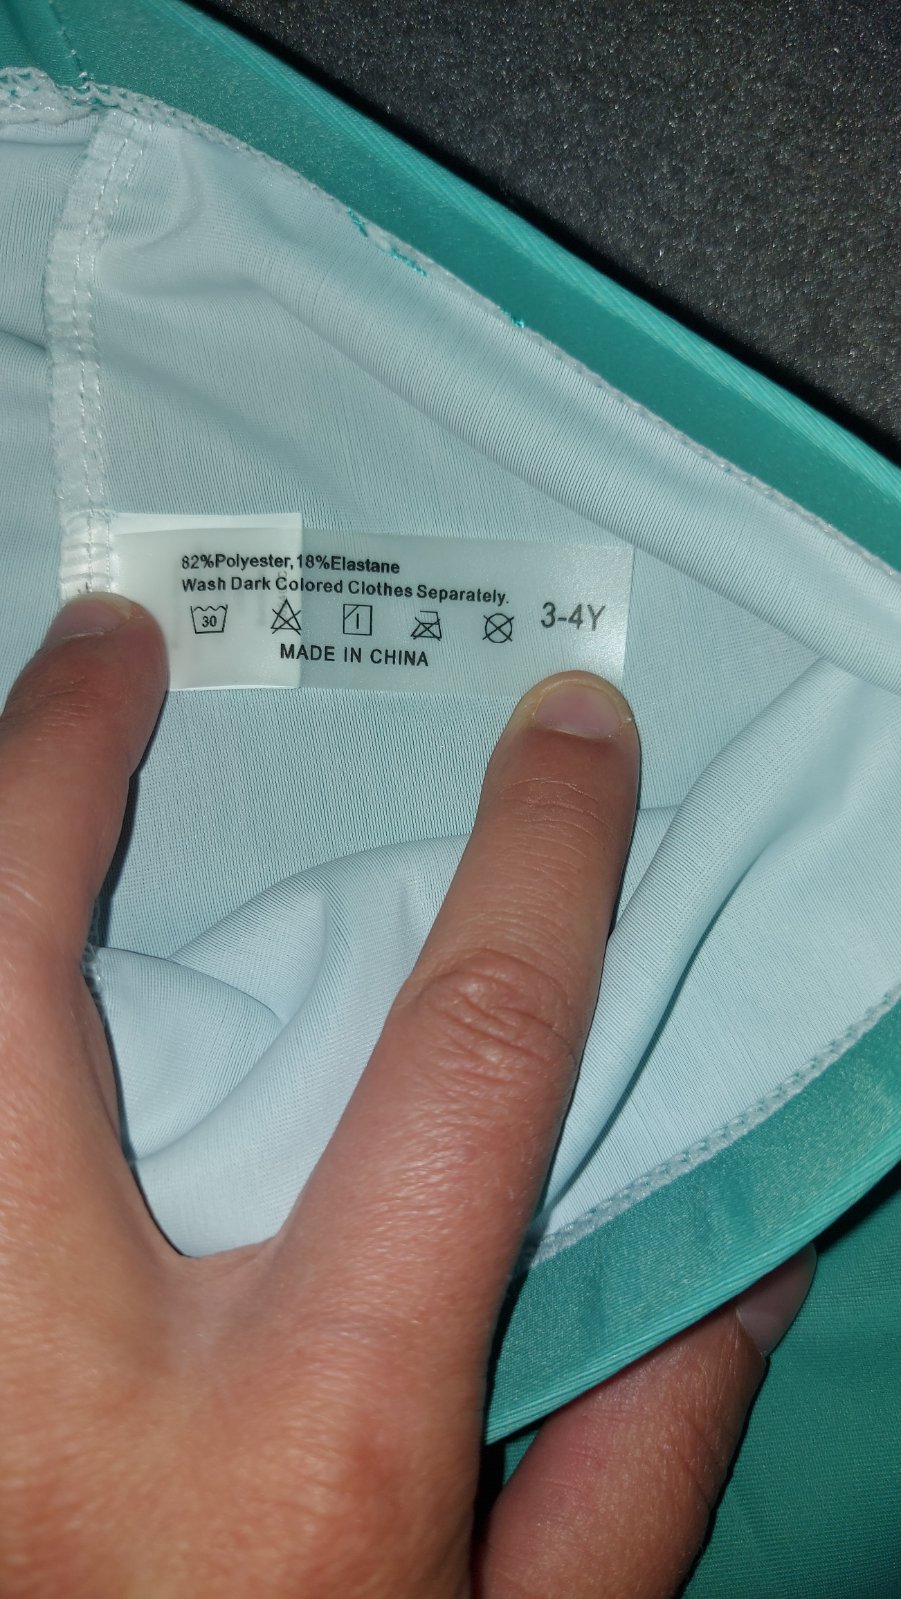 82%Polyester,18%Elastane
Wash Dark Colored Clothes Separately.
30
3-4Y
MADE IN CHINA